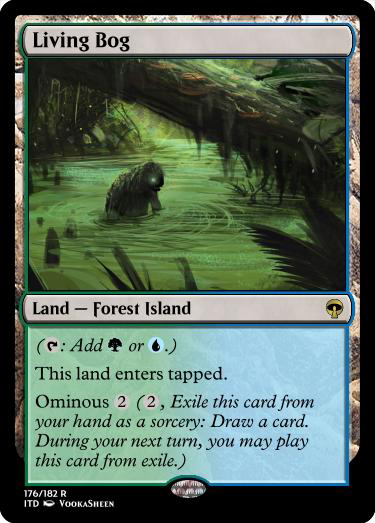 Living Bog
Land — Forest Island
(: Add or .)
This land enters tapped.
Ominous 2 (2, Exile this card from
your hand as a sorcery: Draw a card.
During your next turn, you may play
this card from exile.)
176/182 R
ITD VookaSheen